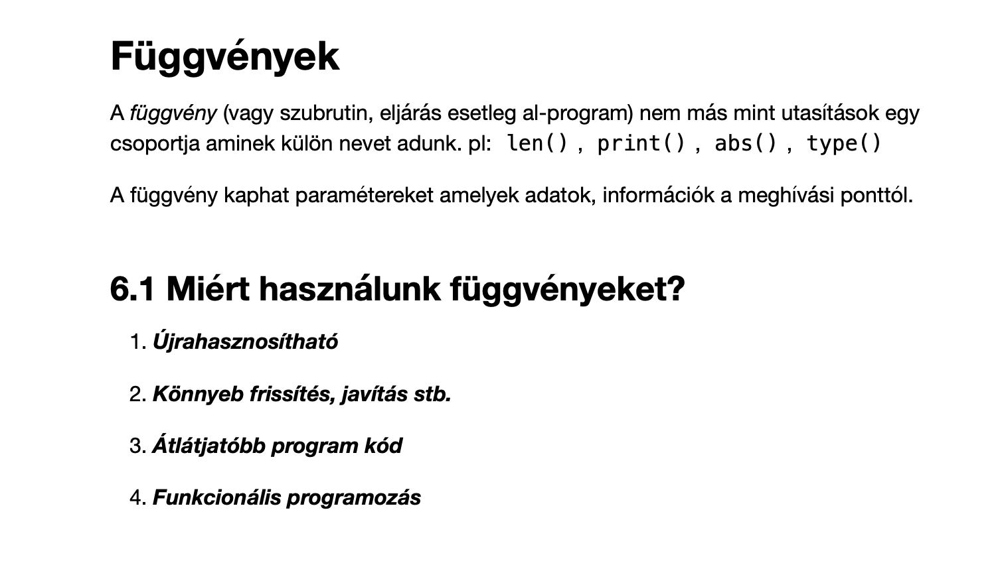 Függvények
A függvény (vagy szubrutin, eljárás esetleg al-program) nem más mint utasítások egy
csoportja aminek külön nevet adunk. pl: len() , print() , abs() , type()
A függvény kaphat paramétereket amelyek adatok, információk a meghívási ponttól.
6.1 Miért használunk függvényeket?
1. Újrahasznosítható
2. Könnyeb frissítés, javítás stb.
3. Átlátjatóbb program kód
4. Funkcionális programozás